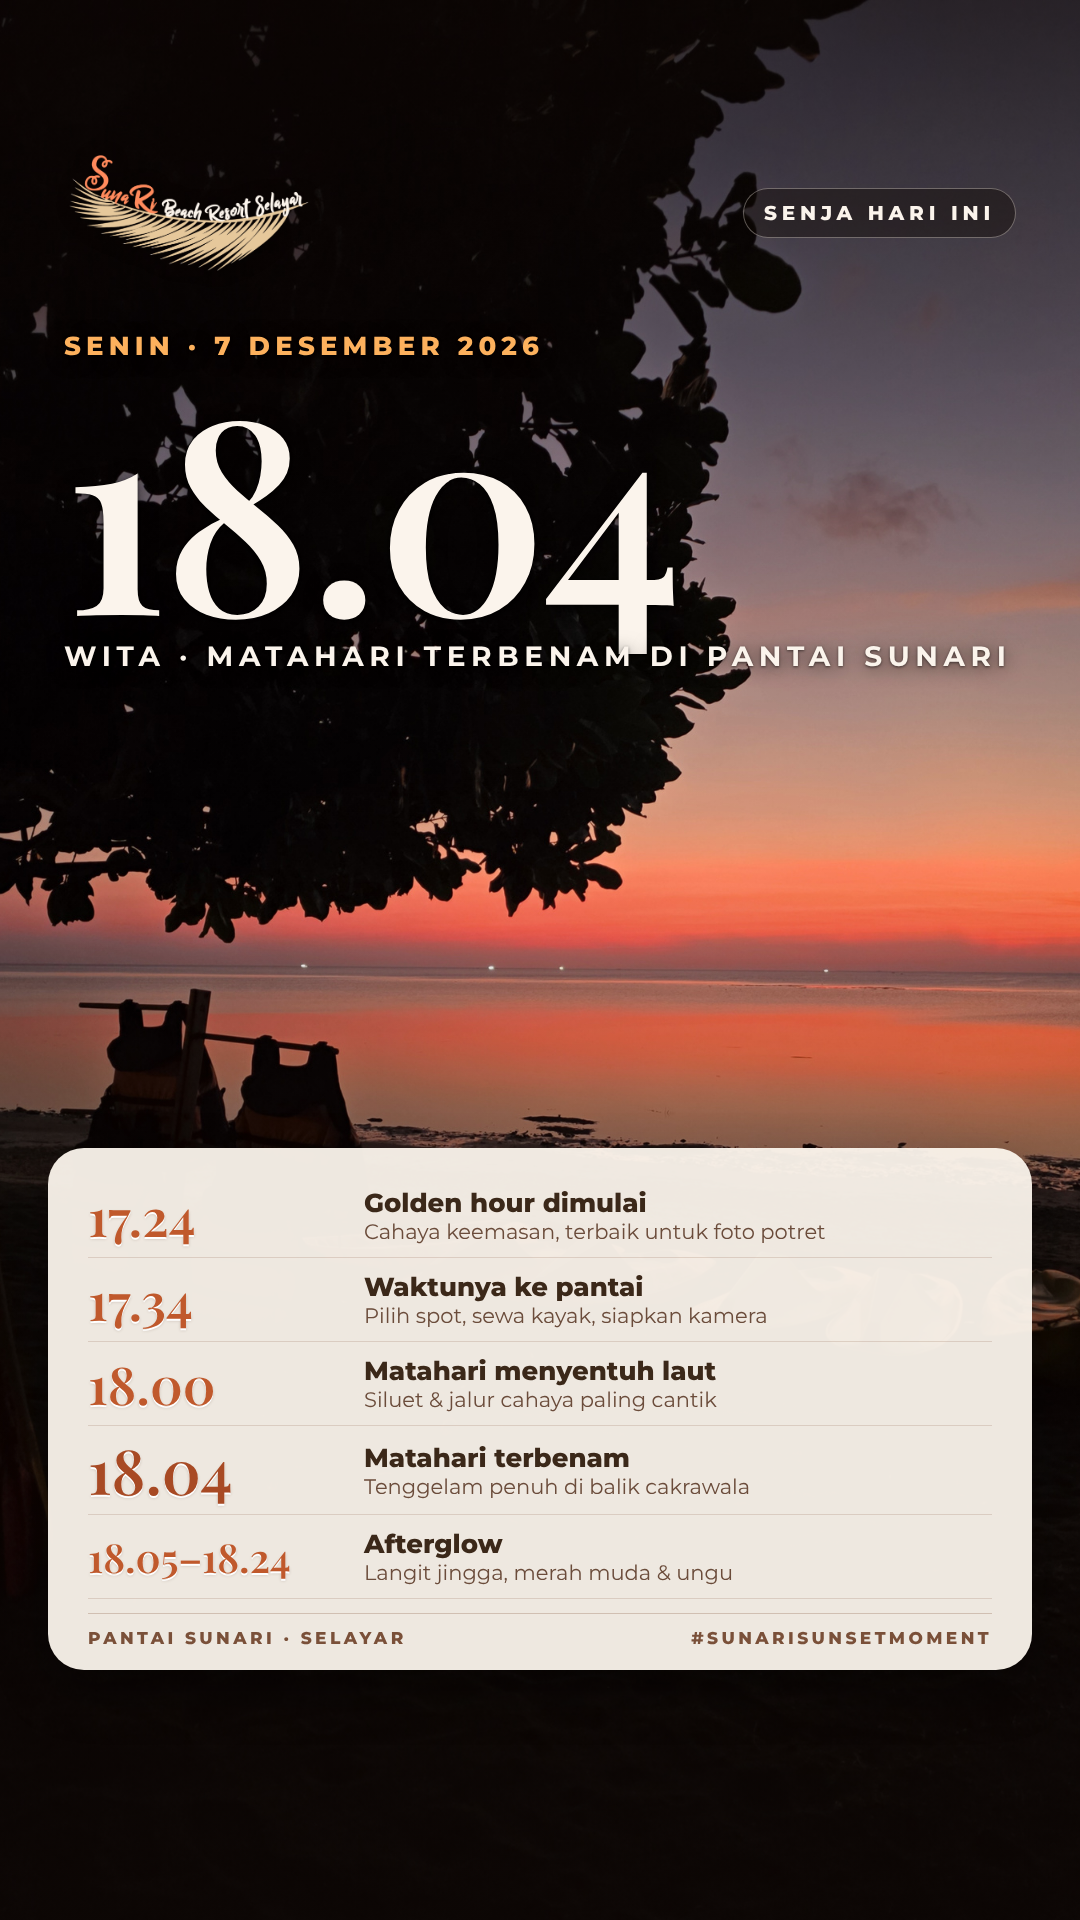 SunaRi Beach Resort Selayar
SENJA HARI INI
SENIN · 7 DESEMBER 2026
18.04
WITA · MATAHARI TERBENAM DI PANTAI SUNARI
17.24
Golden hour dimulai
Cahaya keemasan, terbaik untuk foto potret
17.34
Waktunya ke pantai
Pilih spot, sewa kayak, siapkan kamera
18.00
Matahari menyentuh laut
Siluet & jalur cahaya paling cantik
18.04
Matahari terbenam
Tenggelam penuh di balik cakrawala
18.05–18.24
Afterglow
Langit jingga, merah muda & ungu
PANTAI SUNARI · SELAYAR
#SUNARISUNSETMOMENT